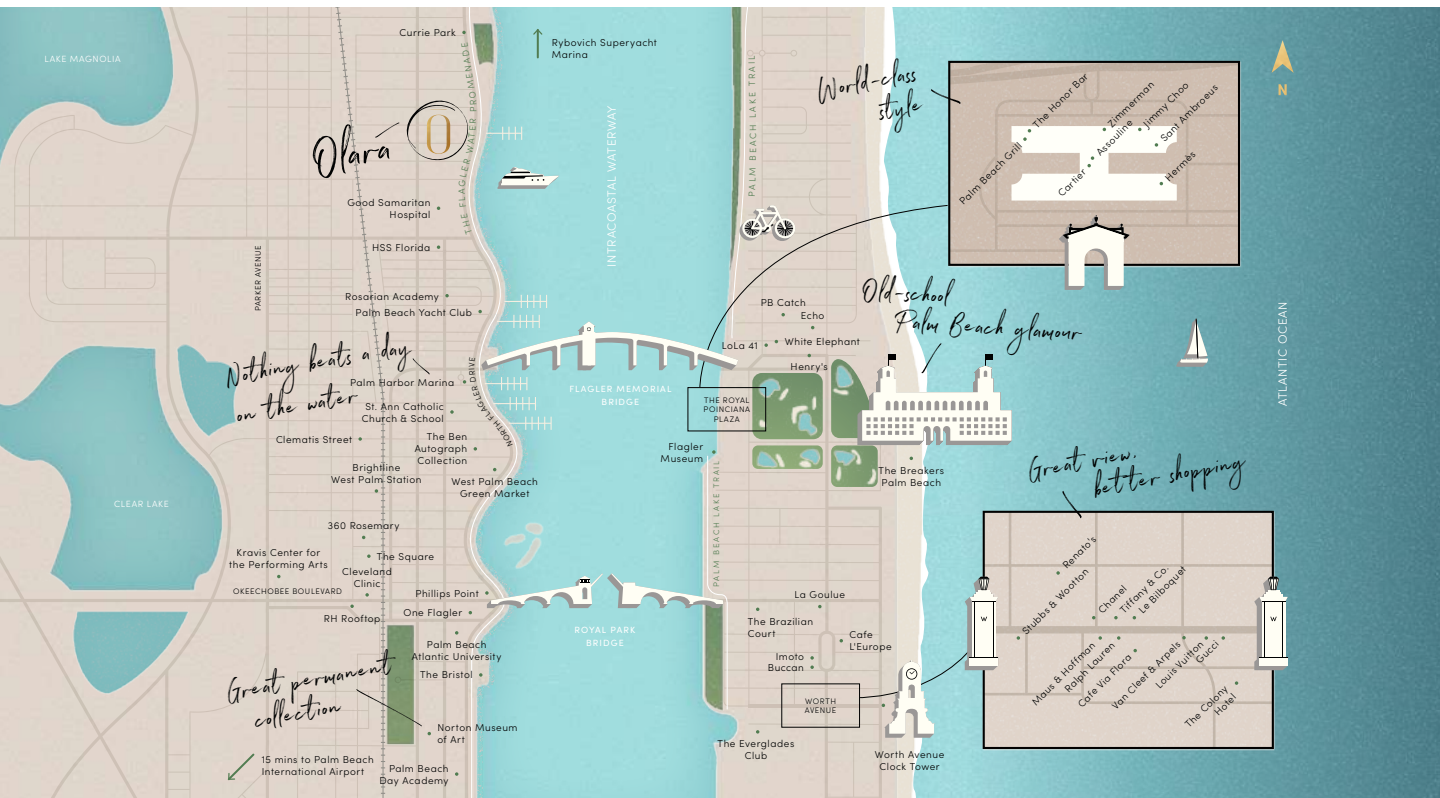 LAKE MAGNOLIA
Currie Park
Rybovich Superyacht
Marina
THE FLAGLER WATER PROMENADE
Olara
O
Good Samaritan
Hospital
HSS Florida
PARKER AVENUE
Rosarian Academy
Palm Beach Yacht Club
Nothing beats a day
on the water
Palm Harbor Marina
NORTH FLAGLER DRIVE
St. Ann Catholic
Church & School
Clematis Street
The Ben
Autograph
Collection
Brightline
West Palm Station
West Palm Beach
Green Market
CLEAR LAKE
360 Rosemary
Kravis Center for
the Performing Arts
The Square
Cleveland
Clinic
OKEECHOBEE BOULEVARD
Phillips Point
RH Rooftop
One Flagler
Palm Beach
Atlantic University
The Bristol
Great permanent
collection
Norton Museum
of Art
15 mins to Palm Beach
International Airport
Palm Beach
Day Academy
INTRACOASTAL WATERWAY
FLAGLER MEMORIAL
BRIDGE
ROYAL PARK
BRIDGE
PALM BEACH LAKE TRAIL
PB Catch
Echo
LoLa 41
White Elephant
Henry's
THE ROYAL
POINCIANA
PLAZA
Flagler
Museum
PALM BEACH LAKE TRAIL
The Breakers
Palm Beach
La Goulue
The Brazilian
Court
Cafe
L'Europe
Imoto
Buccan
WORTH
AVENUE
The Everglades
Club
Worth Avenue
Clock Tower
World-class
style
Palm Beach Grill
The Honor Bar
Cartier
Assouline
Zimmerman
Jimmy Choo
Sant Ambroeus
Hermès
N
Old-school
Palm Beach glamour
ATLANTIC OCEAN
Great view,
better shopping
Renato's
Stubbs & Wootton
Chanel
Tiffany & Co.
Le Bilboquet
W
W
Maus & Hoffman
Ralph Lauren
Cafe Via Flora
Van Cleef & Arpels
Louis Vuitton
Gucci
The Colony
Hotel